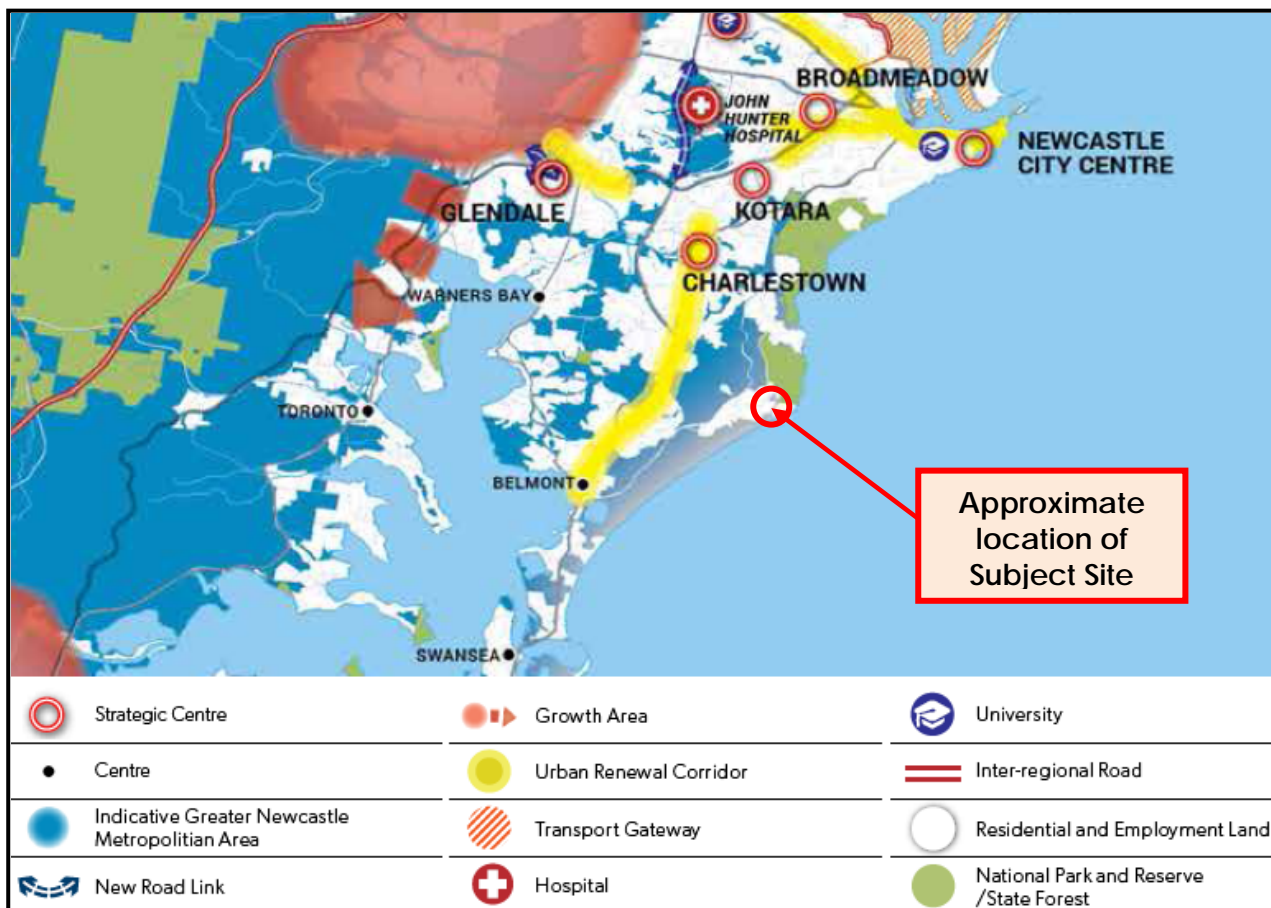 BROADMEADOW
JOHN
HUNTER
HOSPITAL
NEWCASTLE
CITY CENTRE
GLENDALE
KOTARA
CHARLESTOWN
WARNERS BAY
TORONTO
BELMONT
SWANSEA
Approximate
location of
Subject Site
Strategic Centre
Growth Area
University
Centre
Urban Renewal Corridor
Inter-regional Road
Indicative Greater Newcastle
Metropolitian Area
Transport Gateway
Residential and Employment Land
New Road Link
Hospital
National Park and Reserve
/State Forest